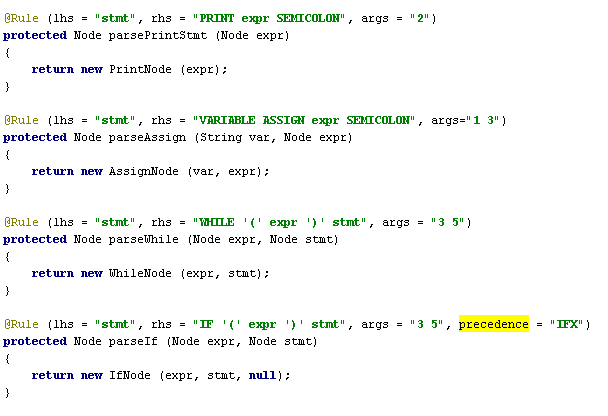 @Rule (lhs = "stmt", rhs = "PRINT expr SEMICOLON", args = "2")
protected Node parsePrintStmt (Node expr)
{
    return new PrintNode (expr);
}

@Rule (lhs = "stmt", rhs = "VARIABLE ASSIGN expr SEMICOLON", args="1 3")
protected Node parseAssign (String var, Node expr)
{
    return new AssignNode (var, expr);
}

@Rule (lhs = "stmt", rhs = "WHILE '(' expr ')' stmt", args = "3 5")
protected Node parseWhile (Node expr, Node stmt)
{
    return new WhileNode (expr, stmt);
}

@Rule (lhs = "stmt", rhs = "IF '(' expr ')' stmt", args = "3 5", precedence = "IFX")
protected Node parseIf (Node expr, Node stmt)
{
    return new IfNode (expr, stmt, null);
}